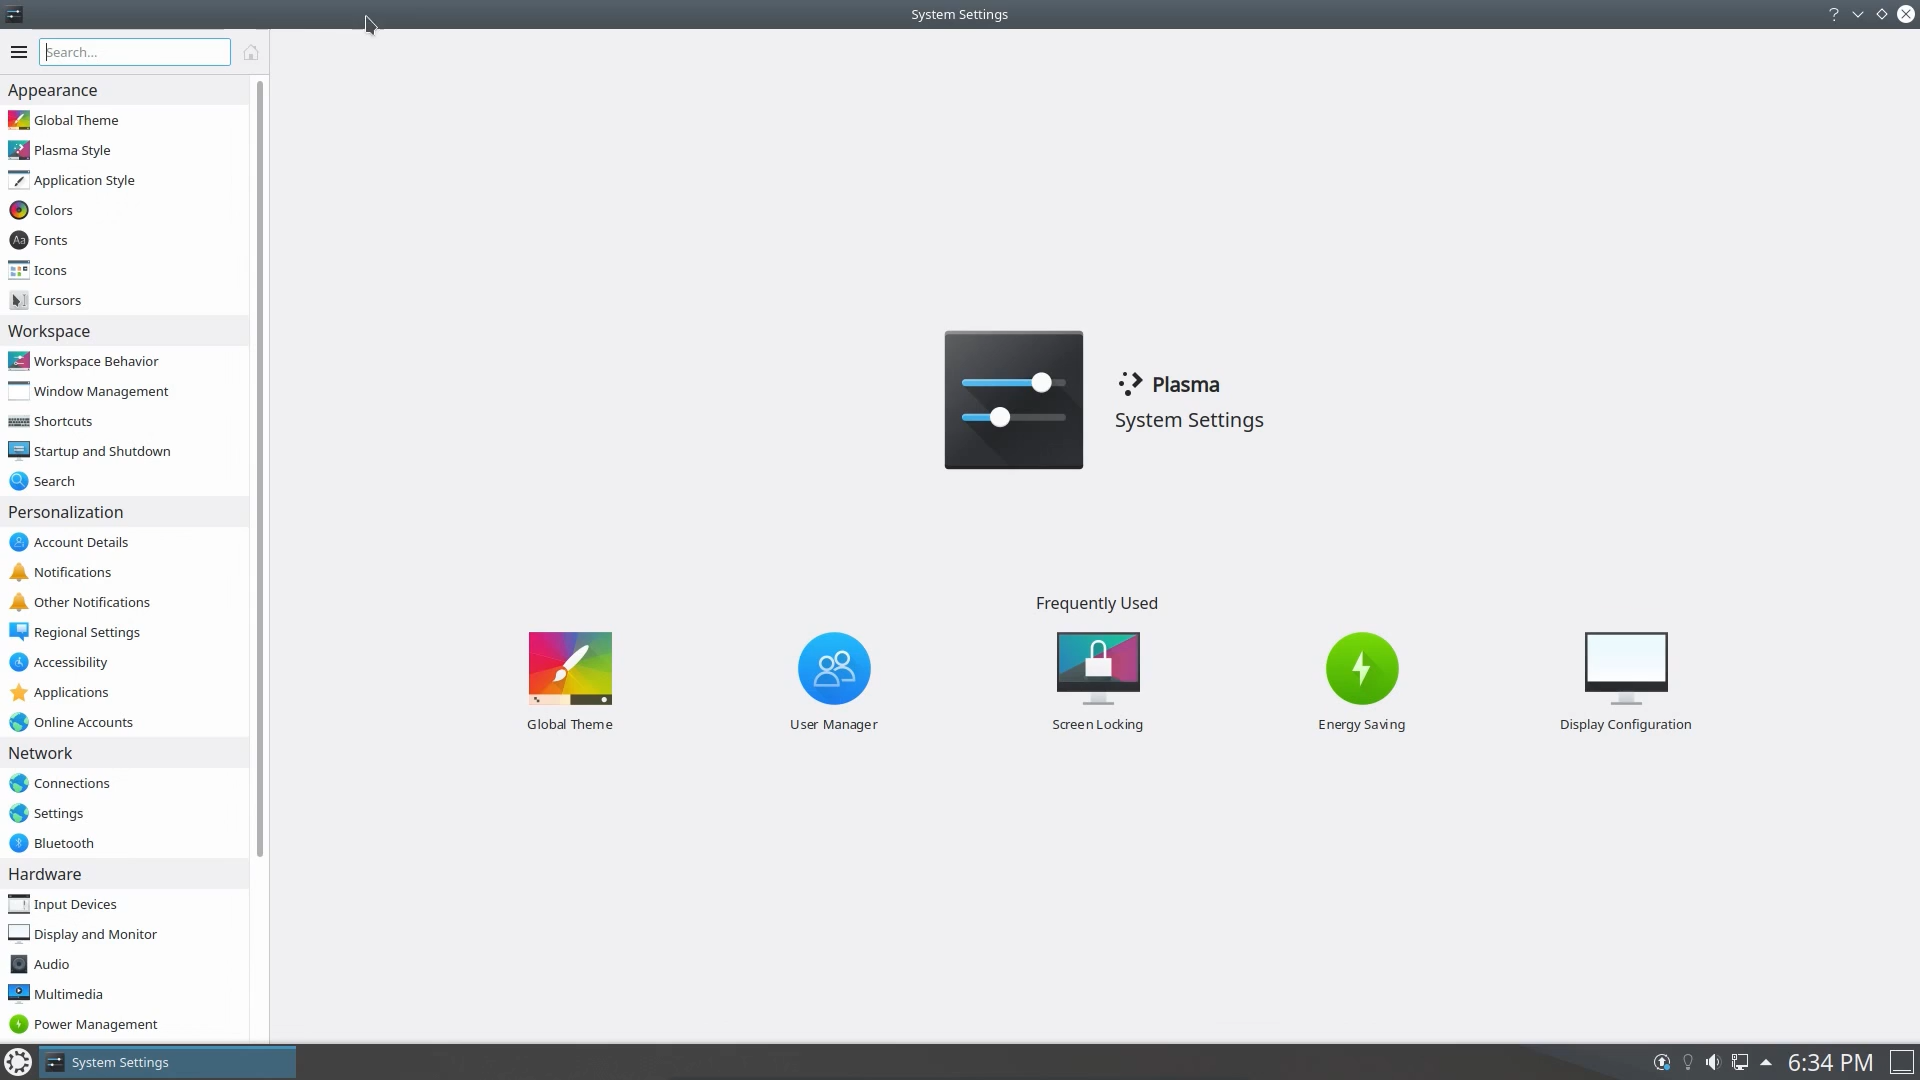 System Settings
?
Search...
Appearance
Global Theme
Plasma Style
Application Style
Colors
Aa Fonts
Icons
Cursors
Workspace
Workspace Behavior
Window Management
Shortcuts
Startup and Shutdown
Search
Personalization
Account Details
Notifications
Other Notifications
Regional Settings
Accessibility
Applications
Online Accounts
Network
Connections
Settings
Bluetooth
Hardware
Input Devices
Display and Monitor
Audio
Multimedia
Power Management
Plasma
System Settings
Frequently Used
Global Theme
User Manager
Screen Locking
Energy Saving
Display Configuration
System Settings
6:34 PM